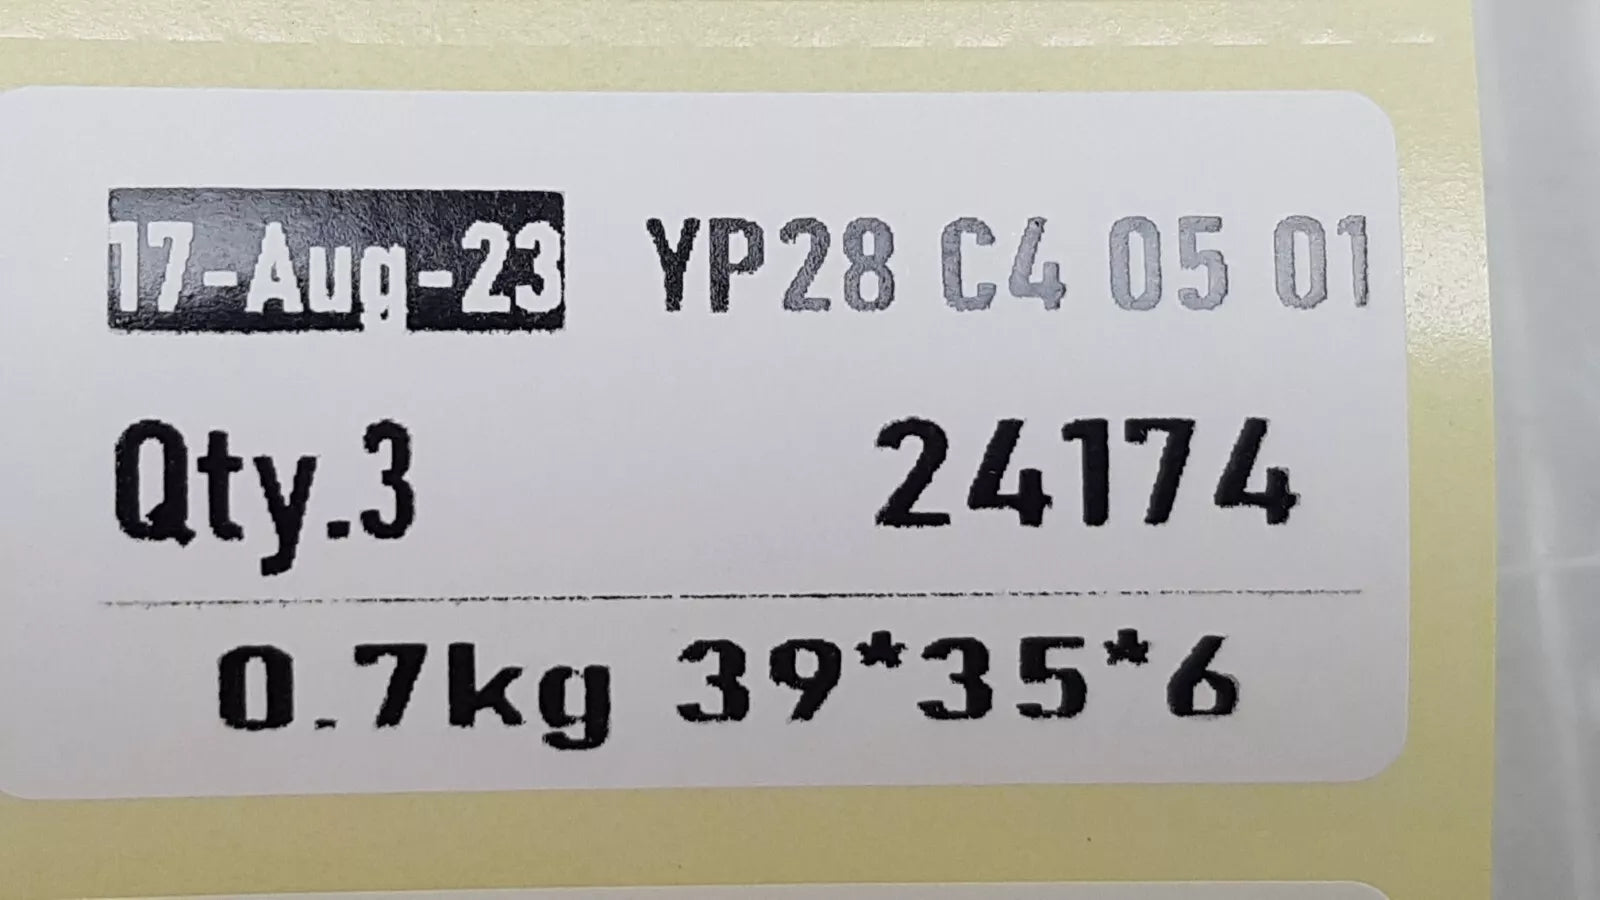 17-Aug-23 YP28 C4 05 01
Qty.3 24174
0.7kg 39*35*6